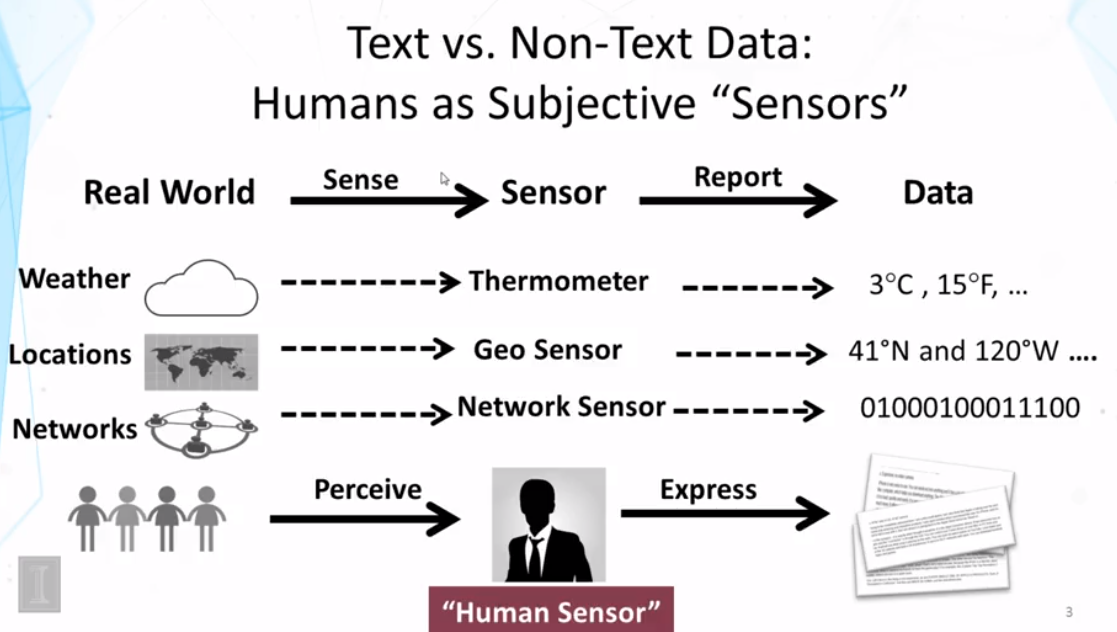 Text vs. Non-Text Data:
Humans as Subjective “Sensors”
Real World Sense Sensor Report Data
Weather Thermometer 3°C , 15°F, ...
Locations Geo Sensor 41°N and 120°W ....
Networks Network Sensor 01000100011100
Perceive Express
“Human Sensor”
3